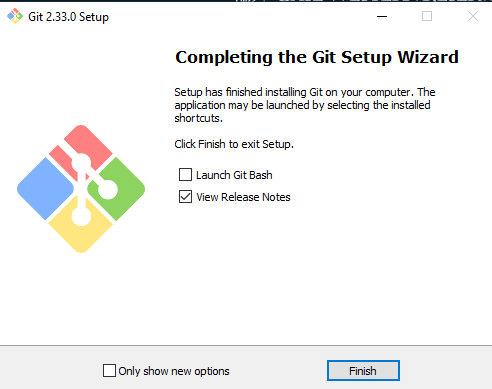 Git 2.33.0 Setup
Completing the Git Setup Wizard
Setup has finished installing Git on your computer. The
application may be launched by selecting the installed
shortcuts.
Click Finish to exit Setup.
Launch Git Bash
View Release Notes
Only show new options
Finish